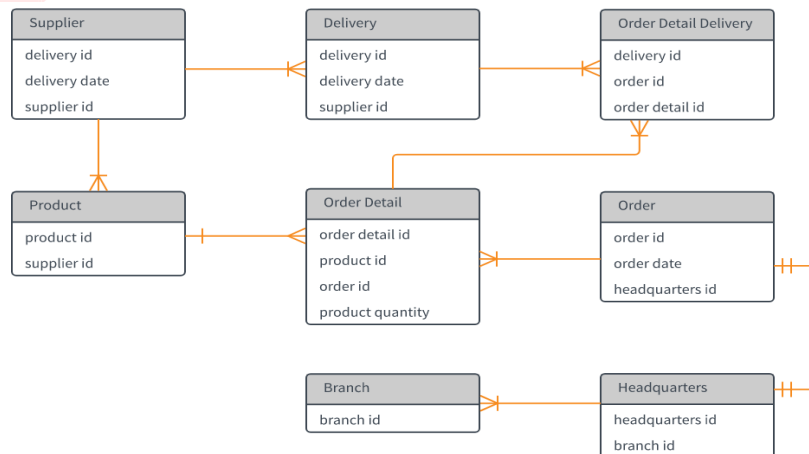 Supplier
delivery id
delivery date
supplier id
Delivery
delivery id
delivery date
supplier id
Order Detail Delivery
delivery id
order id
order detail id
Product
product id
supplier id
Order Detail
order detail id
product id
order id
product quantity
Order
order id
order date
headquarters id
Branch
branch id
Headquarters
headquarters id
branch id